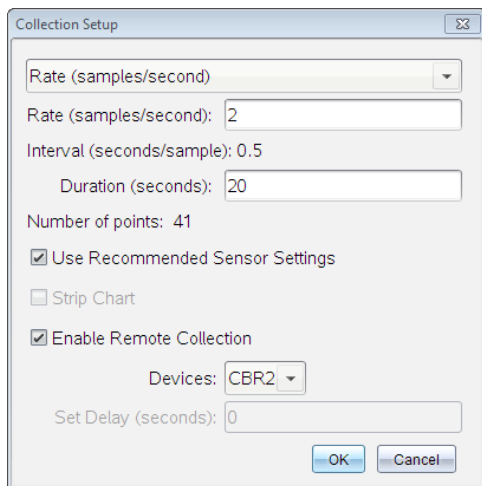 Collection Setup
Rate (samples/second)
Rate (samples/second): 2
Interval (seconds/sample): 0.5
Duration (seconds): 20
Number of points: 41
Use Recommended Sensor Settings
Strip Chart
Enable Remote Collection
Devices: CBR2
Set Delay (seconds): 0
OK Cancel